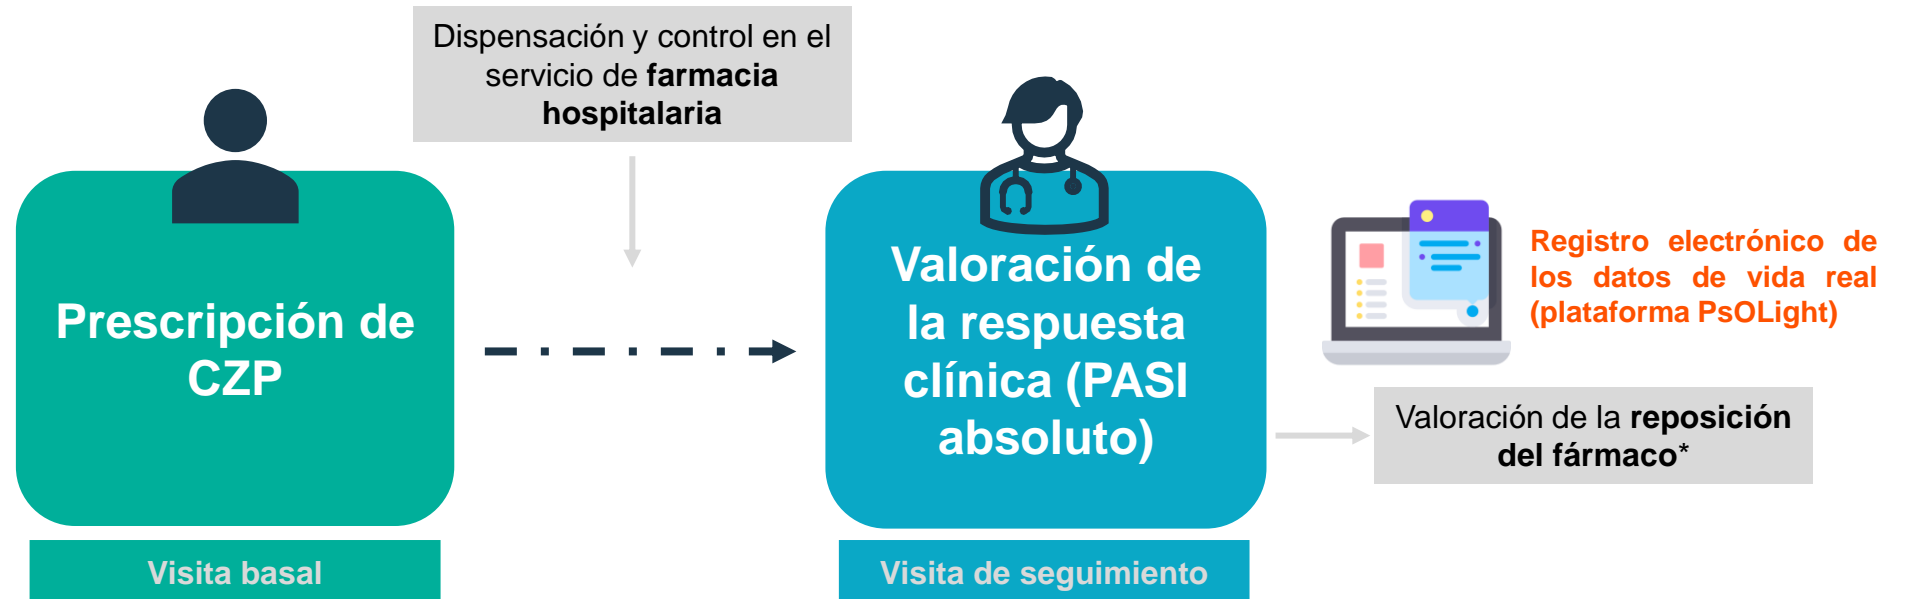 Dispensación y control en el
servicio de farmacia
hospitalaria
Prescripción de
CZP
Visita basal
Valoración de
la respuesta
clínica (PASI
absoluto)
Visita de seguimiento
Registro electrónico de
los datos de vida real
(plataforma PsOLight)
Valoración de la reposición
del fármaco*